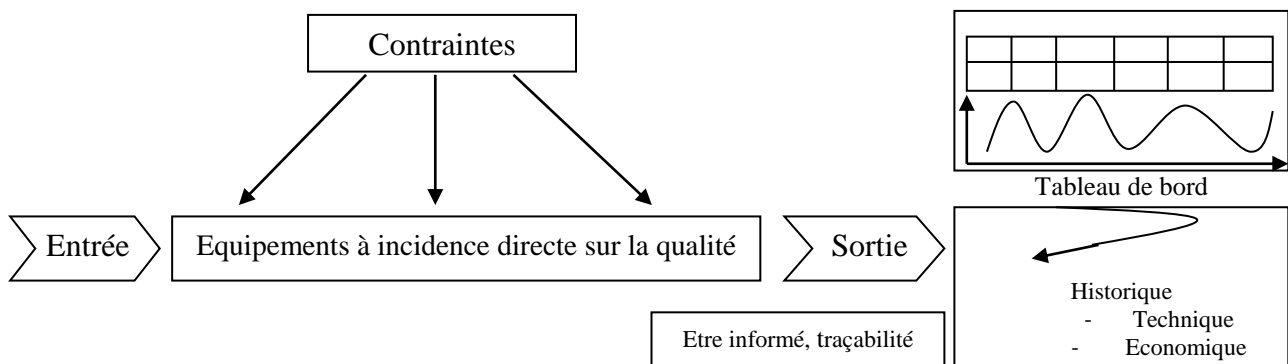 Contraintes
Tableau de bord
Entrée
Equipements à incidence directe sur la qualité
Sortie
Historique
- Technique
- Economique
Etre informé, traçabilité